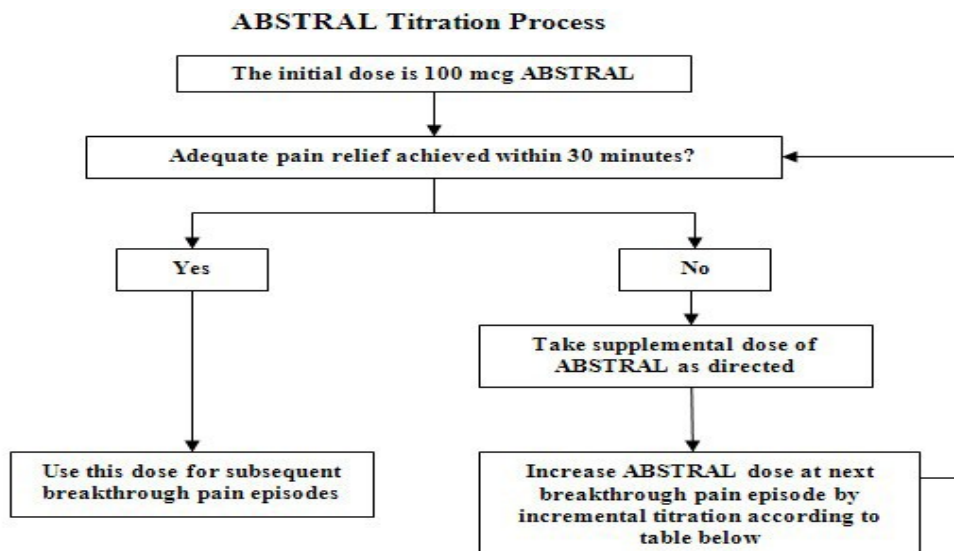 ABSTRAL Titration Process
The initial dose is 100 mcg ABSTRAL
Adequate pain relief achieved within 30 minutes?
Yes
No
Take supplemental dose of
ABSTRAL as directed
Use this dose for subsequent
breakthrough pain episodes
Increase ABSTRAL dose at next
breakthrough pain episode by
incremental titration according to
table below